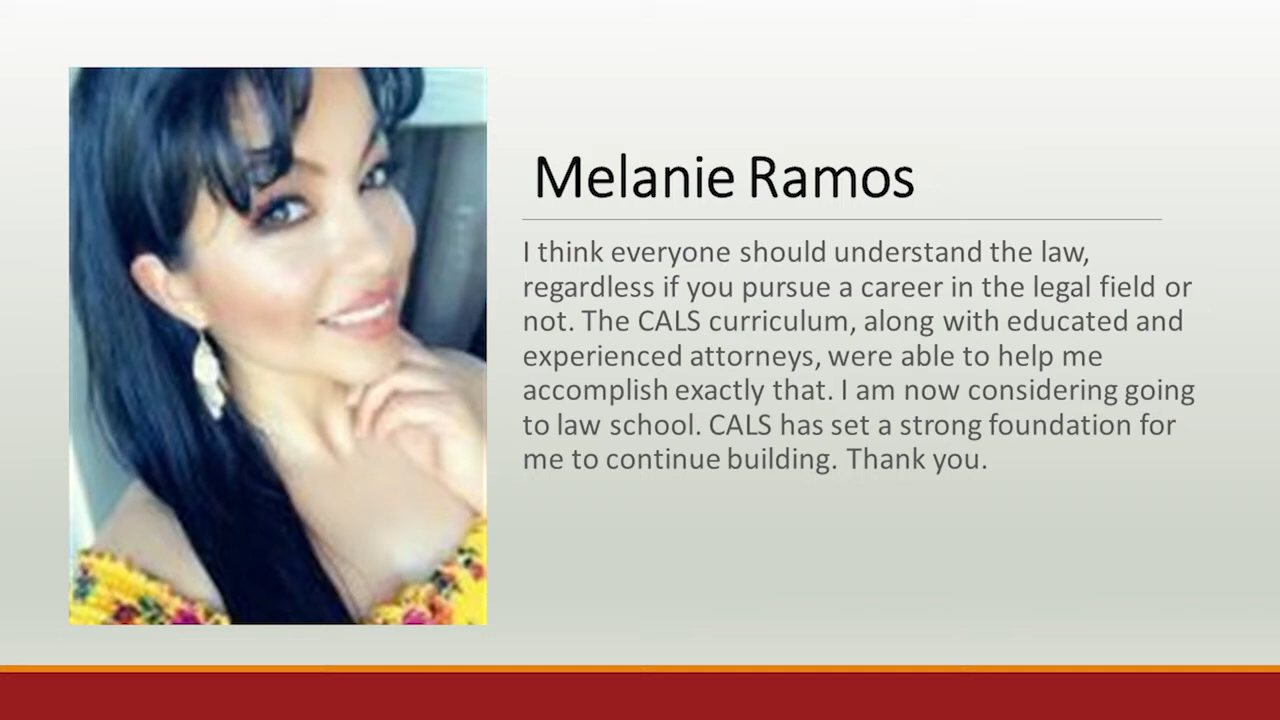 Melanie Ramos
I think everyone should understand the law,
regardless if you pursue a career in the legal field or
not. The CALS curriculum, along with educated and
experienced attorneys, were able to help me
accomplish exactly that. I am now considering going
to law school. CALS has set a strong foundation for
me to continue building. Thank you.